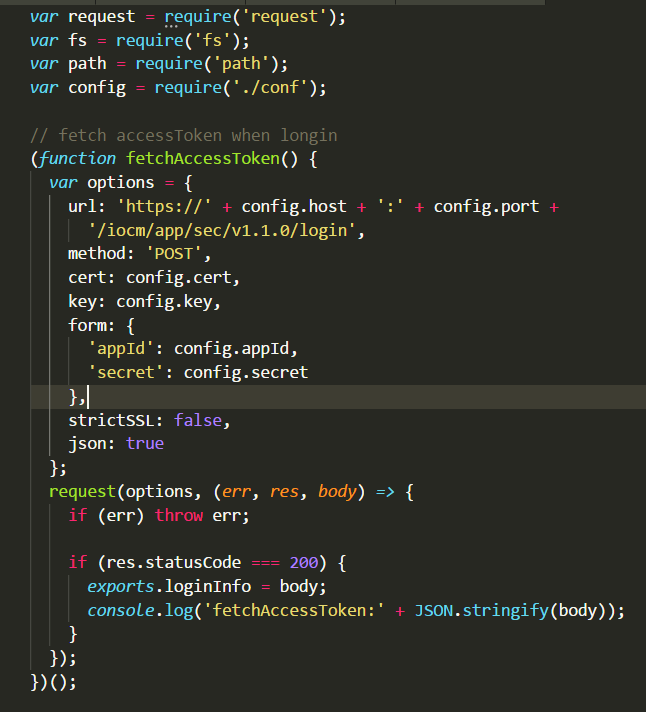 var request = require('request');
var fs = require('fs');
var path = require('path');
var config = require('./conf');
// fetch accessToken when longin
(function fetchAccessToken() {
var options = {
url: 'https://' + config.host + ':' + config.port +
'/iocm/app/sec/v1.1.0/login',
method: 'POST',
cert: config.cert,
key: config.key,
form: {
'appId': config.appId,
'secret': config.secret
},
strictSSL: false,
json: true
};
request(options, (err, res, body) => {
if (err) throw err;
if (res.statusCode === 200) {
exports.loginInfo = body;
console.log('fetchAccessToken:' + JSON.stringify(body));
}
});
})();